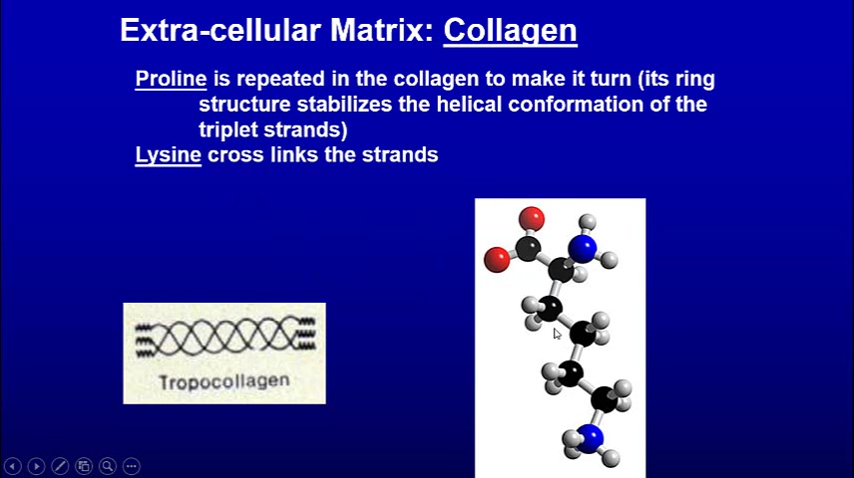 Extra-cellular Matrix: Collagen
Proline is repeated in the collagen to make it turn (its ring
structure stabilizes the helical conformation of the
triplet strands)
Lysine cross links the strands
Tropocollagen